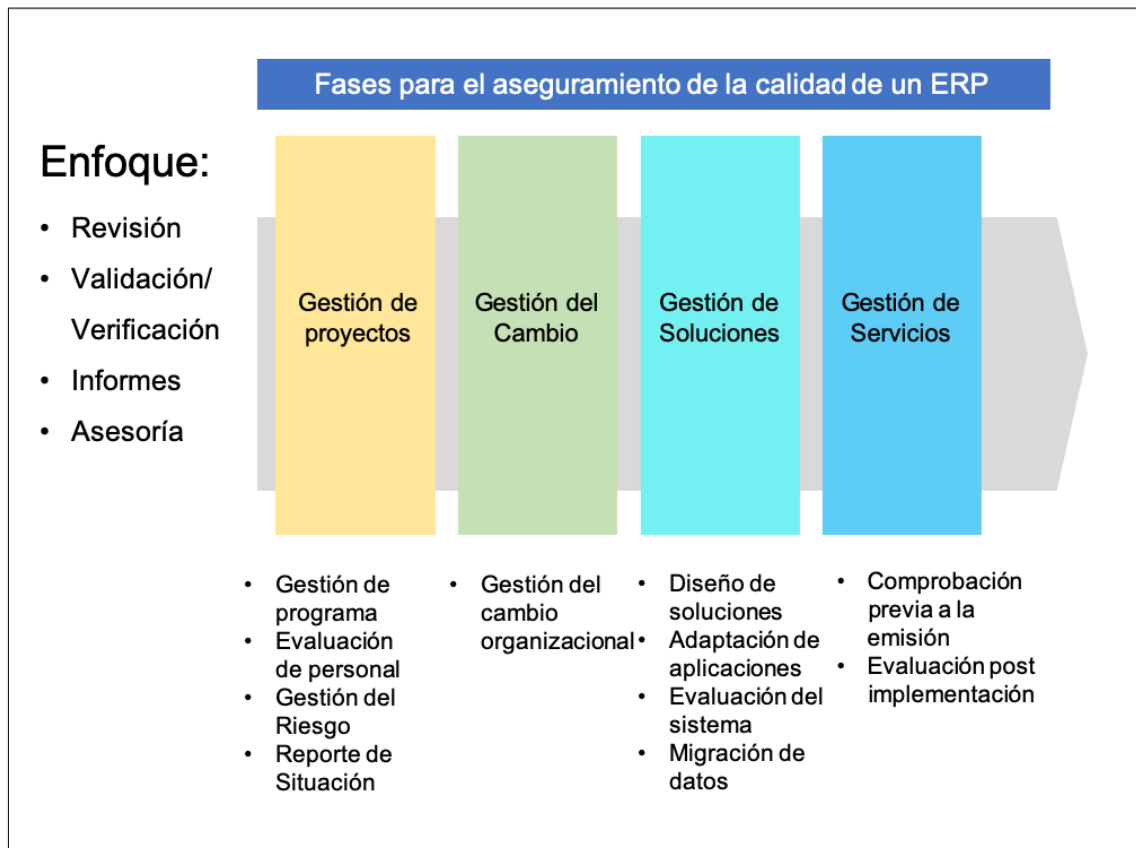 Fases para el aseguramiento de la calidad de un ERP
Enfoque:
• Revisión
• Validación/
Verificación
• Informes
• Asesoría
Gestión de
proyectos
Gestión del
Cambio
Gestión de
Soluciones
Gestión de
Servicios
• Gestión de
programa
• Evaluación
de personal
• Gestión del
Riesgo
• Reporte de
Situación
• Gestión del
cambio
organizacional
• Diseño de
soluciones
• Adaptación de
aplicaciones
• Evaluación del
sistema
• Migración de
datos
• Comprobación
previa a la
emisión
• Evaluación post
implementación